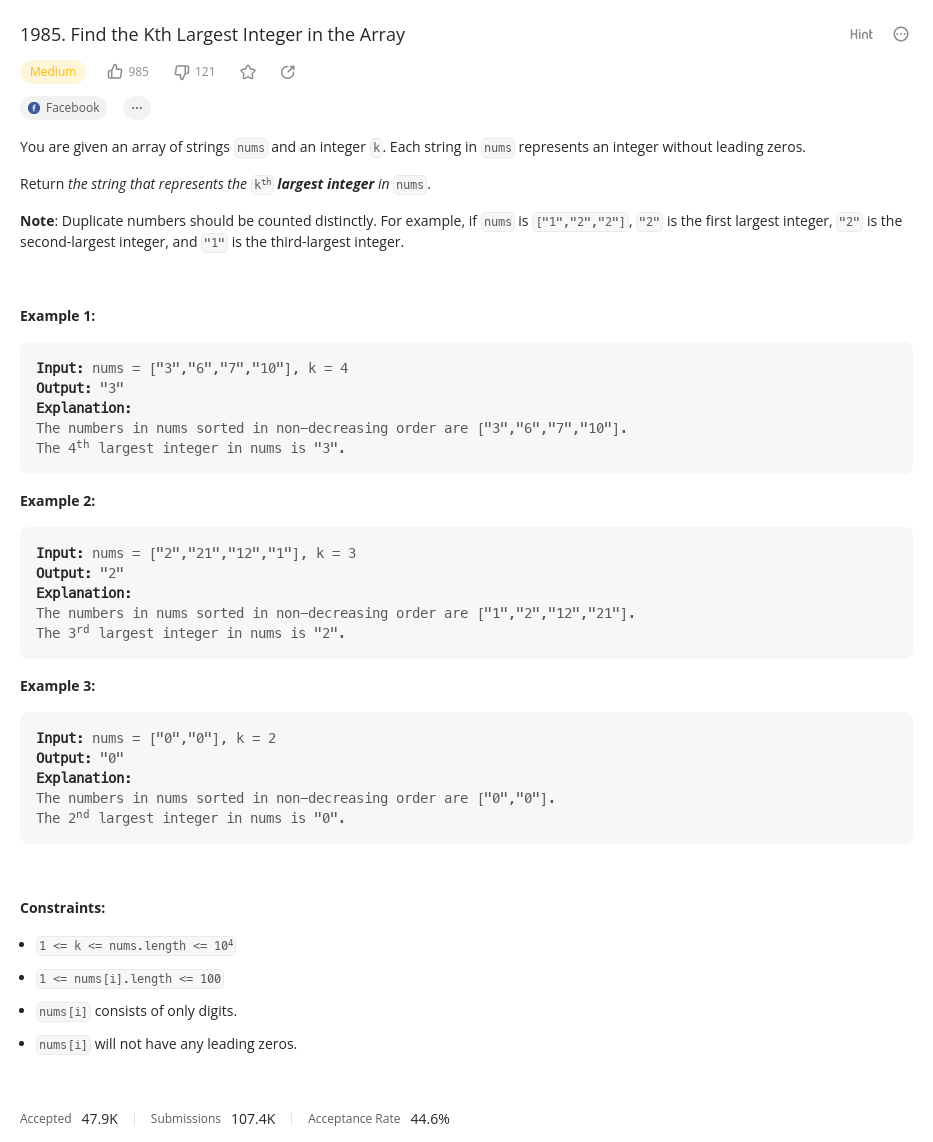 1985. Find the Kth Largest Integer in the Array
Hint
Medium
985
121
Facebook
···
You are given an array of strings nums and an integer k. Each string in nums represents an integer without leading zeros.
Return the string that represents the kth largest integer in nums.
Note: Duplicate numbers should be counted distinctly. For example, if nums is ["1","2","2"], "2" is the first largest integer, "2" is the
second-largest integer, and "1" is the third-largest integer.
Example 1:
Input: nums = ["3","6","7","10"], k = 4
Output: "3"
Explanation:
The numbers in nums sorted in non-decreasing order are ["3","6","7","10"].
The 4th largest integer in nums is "3".
Example 2:
Input: nums = ["2","21","12","1"], k = 3
Output: "2"
Explanation:
The numbers in nums sorted in non-decreasing order are ["1","2","12","21"].
The 3rd largest integer in nums is "2".
Example 3:
Input: nums = ["0","0"], k = 2
Output: "0"
Explanation:
The numbers in nums sorted in non-decreasing order are ["0","0"].
The 2nd largest integer in nums is "0".
Constraints:
• 1 <= k <= nums.length <= 10⁴
• 1 <= nums[i].length <= 100
• nums[i] consists of only digits.
• nums[i] will not have any leading zeros.
Accepted 47.9K Submissions 107.4K Acceptance Rate 44.6%